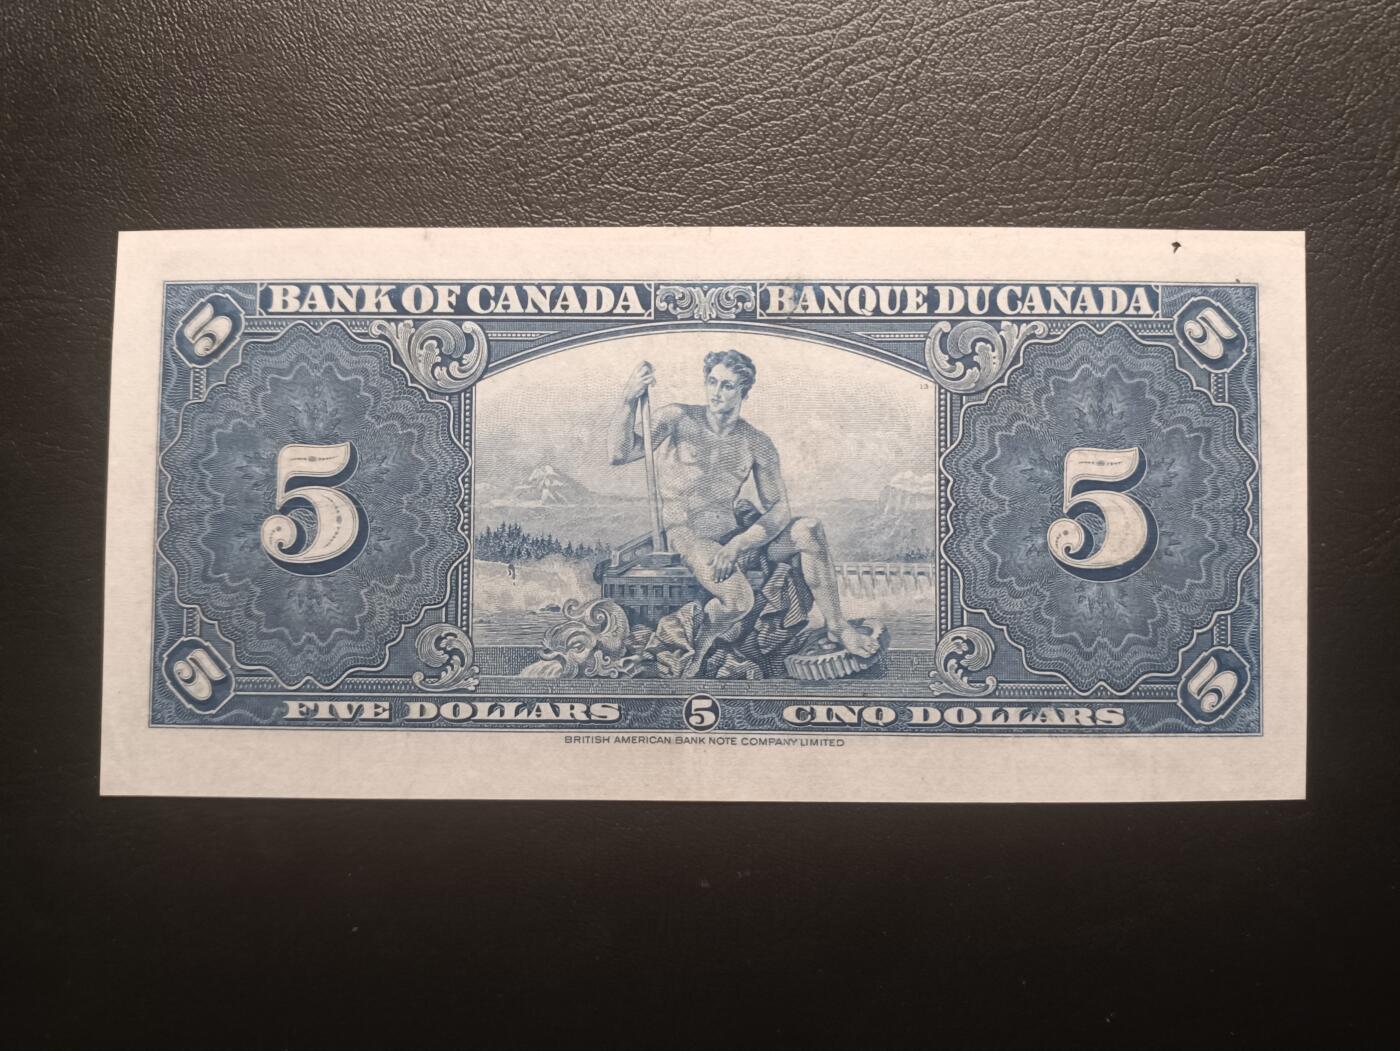 5 BANK OF CANADA BANQUE DU CANADA 5
13
5 5
5 FIVE DOLLARS 5 CINQ DOLLARS 5
BRITISH AMERICAN BANK NOTE COMPANY LIMITED